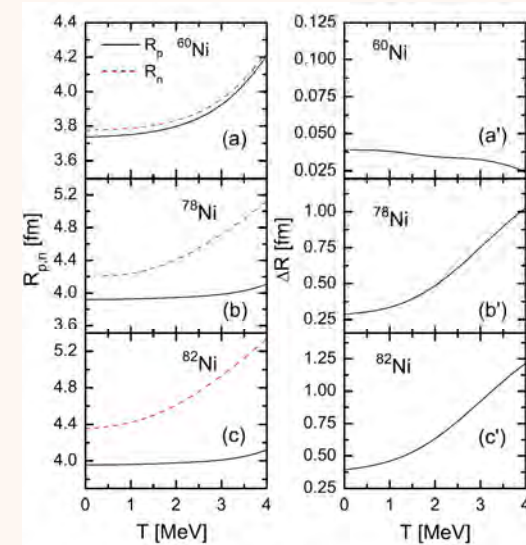 4.4
4.2
4.0
3.8
3.6
R_p
⁶⁰Ni
R_n
(a)
5.2
4.8
4.4
4.0
3.6
⁷⁸Ni
(b)
5.2
4.8
4.4
4.0
⁸²Ni
(c)
R_p,n [fm]
0 1 2 3 4
T [MeV]
0.125
0.100
0.075
0.050
0.025
⁶⁰Ni
(a')
1.00
0.75
0.50
0.25
⁷⁸Ni
(b')
1.25
1.00
0.75
0.50
0.25
⁸²Ni
(c')
ΔR [fm]
0 1 2 3 4
T [MeV]